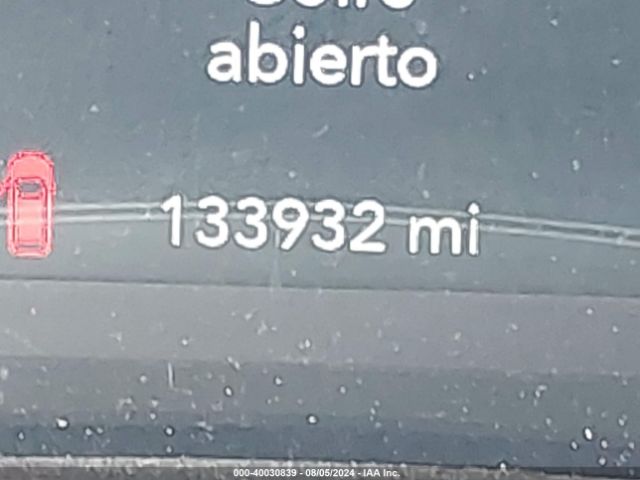 abierto
133932 mi
000-40030839 - 08/05/2024 - IAA Inc.